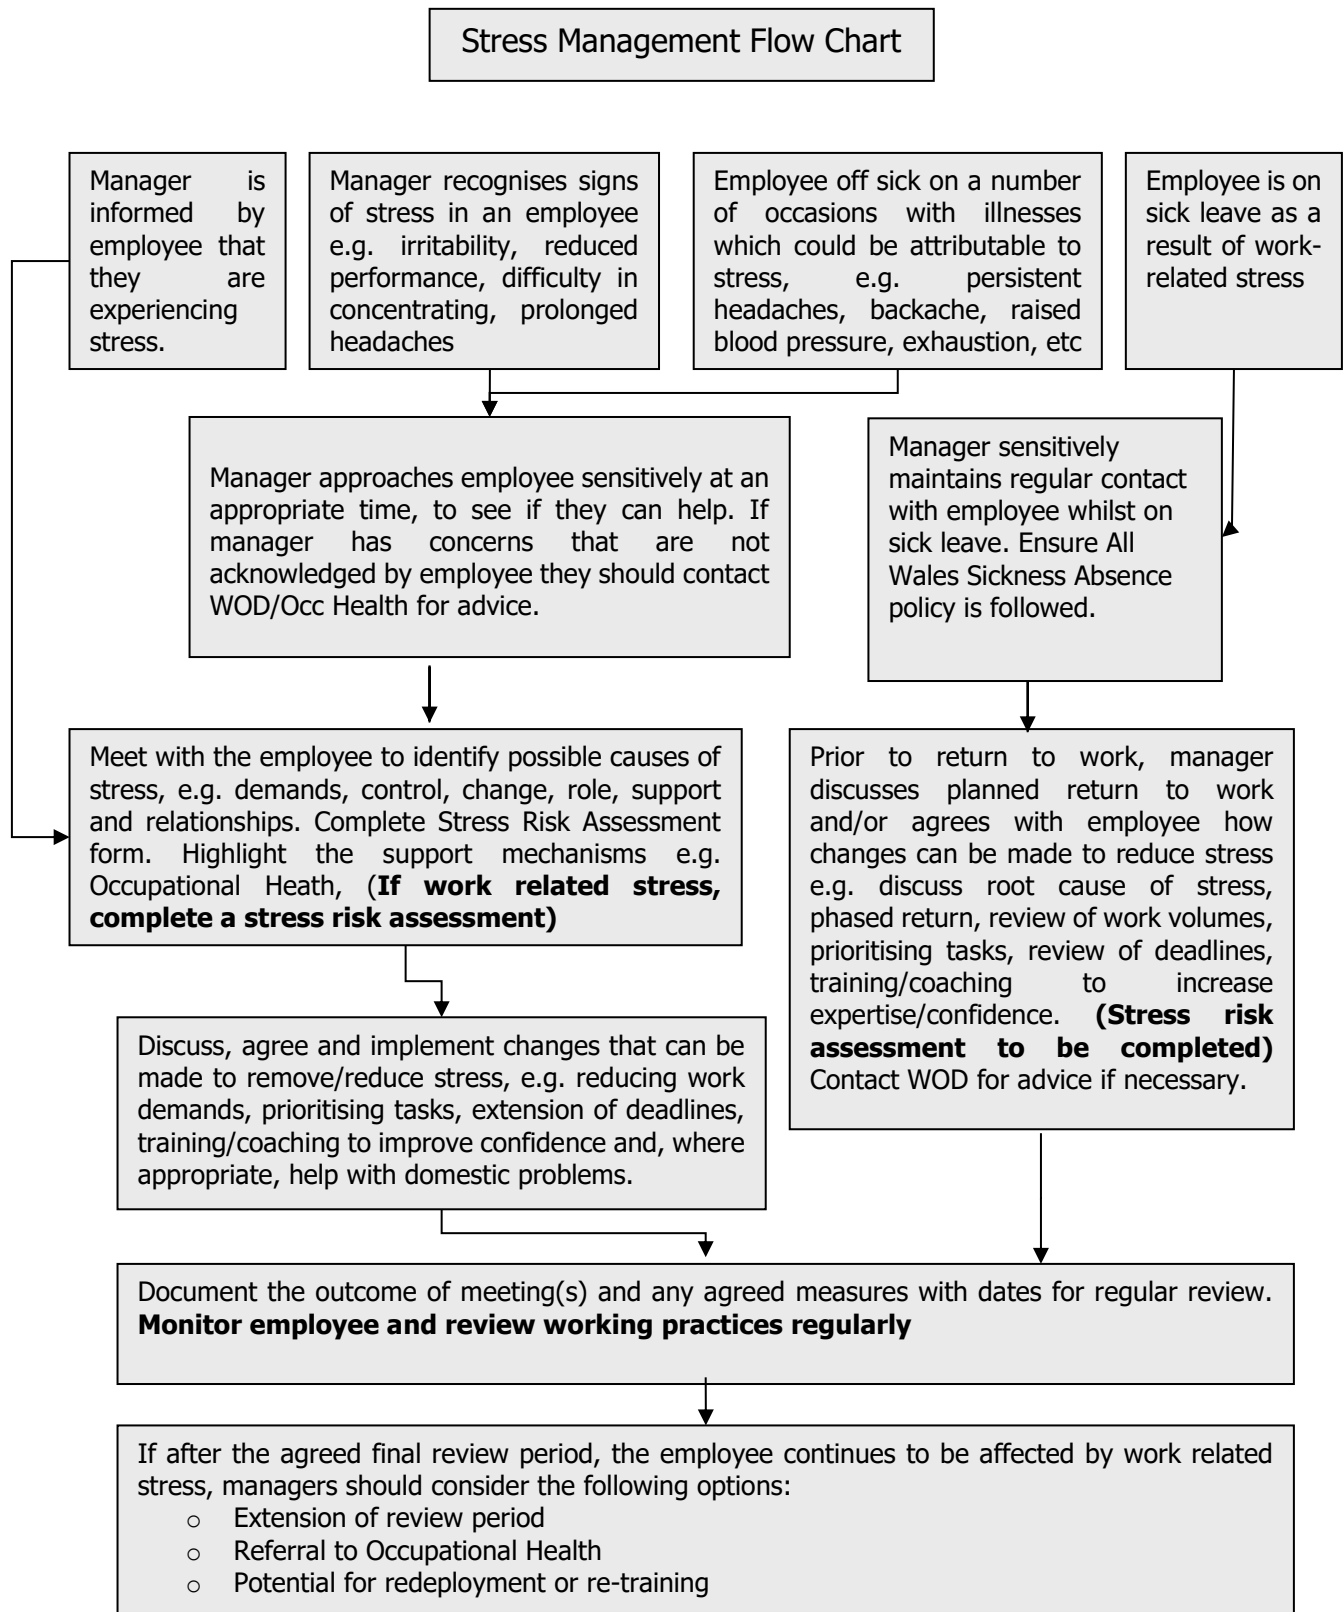 Stress Management Flow Chart
Manager is
informed by
employee that
they are
experiencing
stress.
Manager recognises signs
of stress in an employee
e.g. irritability, reduced
performance, difficulty in
concentrating, prolonged
headaches
Employee off sick on a number
of occasions with illnesses
which could be attributable to
stress, e.g. persistent
headaches, backache, raised
blood pressure, exhaustion, etc
Employee is on
sick leave as a
result of work-
related stress
Manager approaches employee sensitively at an
appropriate time, to see if they can help. If
manager has concerns that are not
acknowledged by employee they should contact
WOD/Occ Health for advice.
Manager sensitively
maintains regular contact
with employee whilst on
sick leave. Ensure All
Wales Sickness Absence
policy is followed.
Meet with the employee to identify possible causes of
stress, e.g. demands, control, change, role, support
and relationships. Complete Stress Risk Assessment
form. Highlight the support mechanisms e.g.
Occupational Heath, (If work related stress,
complete a stress risk assessment)
Prior to return to work, manager
discusses planned return to work
and/or agrees with employee how
changes can be made to reduce stress
e.g. discuss root cause of stress,
phased return, review of work volumes,
prioritising tasks, review of deadlines,
training/coaching to increase
expertise/confidence. (Stress risk
assessment to be completed)
Contact WOD for advice if necessary.
Discuss, agree and implement changes that can be
made to remove/reduce stress, e.g. reducing work
demands, prioritising tasks, extension of deadlines,
training/coaching to improve confidence and, where
appropriate, help with domestic problems.
Document the outcome of meeting(s) and any agreed measures with dates for regular review.
Monitor employee and review working practices regularly
If after the agreed final review period, the employee continues to be affected by work related
stress, managers should consider the following options:
o Extension of review period
o Referral to Occupational Health
o Potential for redeployment or re-training